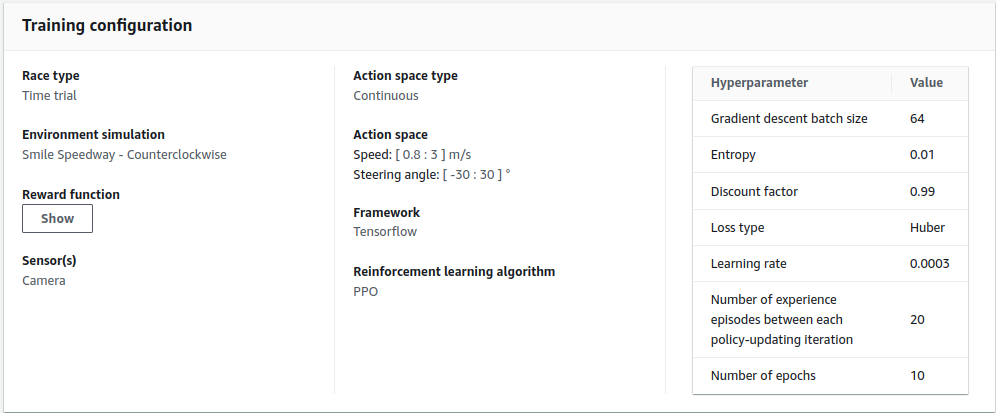 Training configuration
Race type
Time trial
Environment simulation
Smile Speedway - Counterclockwise
Reward function
Show
Sensor(s)
Camera
Action space type
Continuous
Action space
Speed: [ 0.8 : 3 ] m/s
Steering angle: [ -30 : 30 ] °
Framework
Tensorflow
Reinforcement learning algorithm
PPO
Hyperparameter Value
Gradient descent batch size 64
Entropy 0.01
Discount factor 0.99
Loss type Huber
Learning rate 0.0003
Number of experience
episodes between each 20
policy-updating iteration
Number of epochs 10